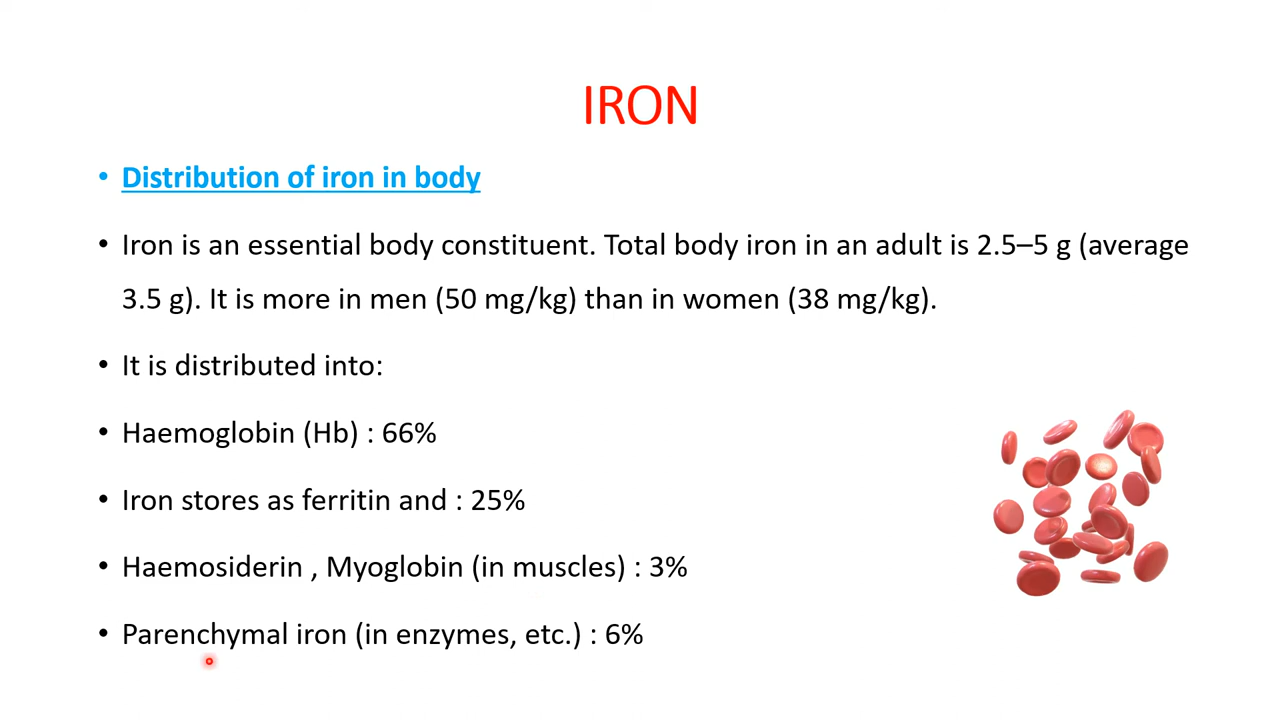 IRON
• Distribution of iron in body
• Iron is an essential body constituent. Total body iron in an adult is 2.5–5 g (average
3.5 g). It is more in men (50 mg/kg) than in women (38 mg/kg).
• It is distributed into:
• Haemoglobin (Hb) : 66%
• Iron stores as ferritin and : 25%
• Haemosiderin , Myoglobin (in muscles) : 3%
• Parenchymal iron (in enzymes, etc.) : 6%